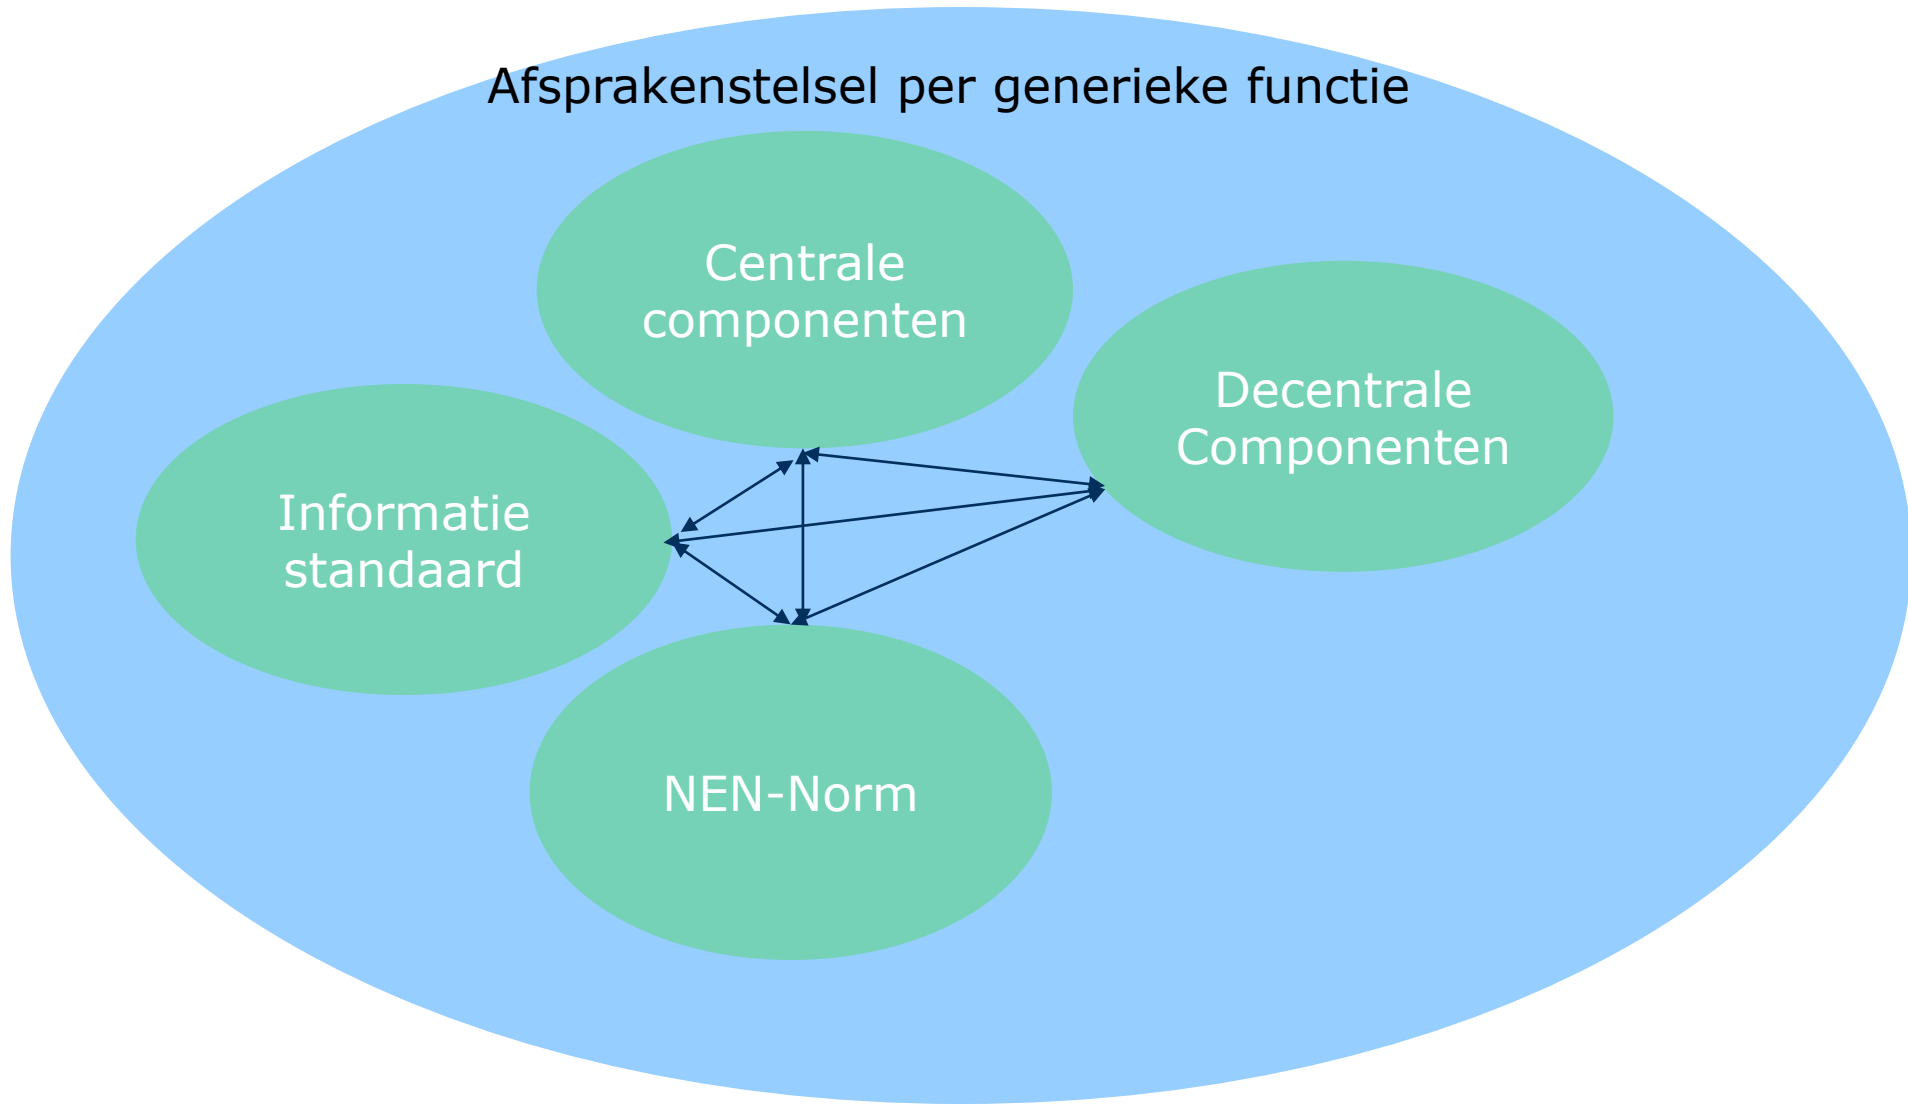 Afsprakenstelsel per generieke functie
Centrale
componenten
Decentrale
Componenten
Informatie
standaard
NEN-Norm